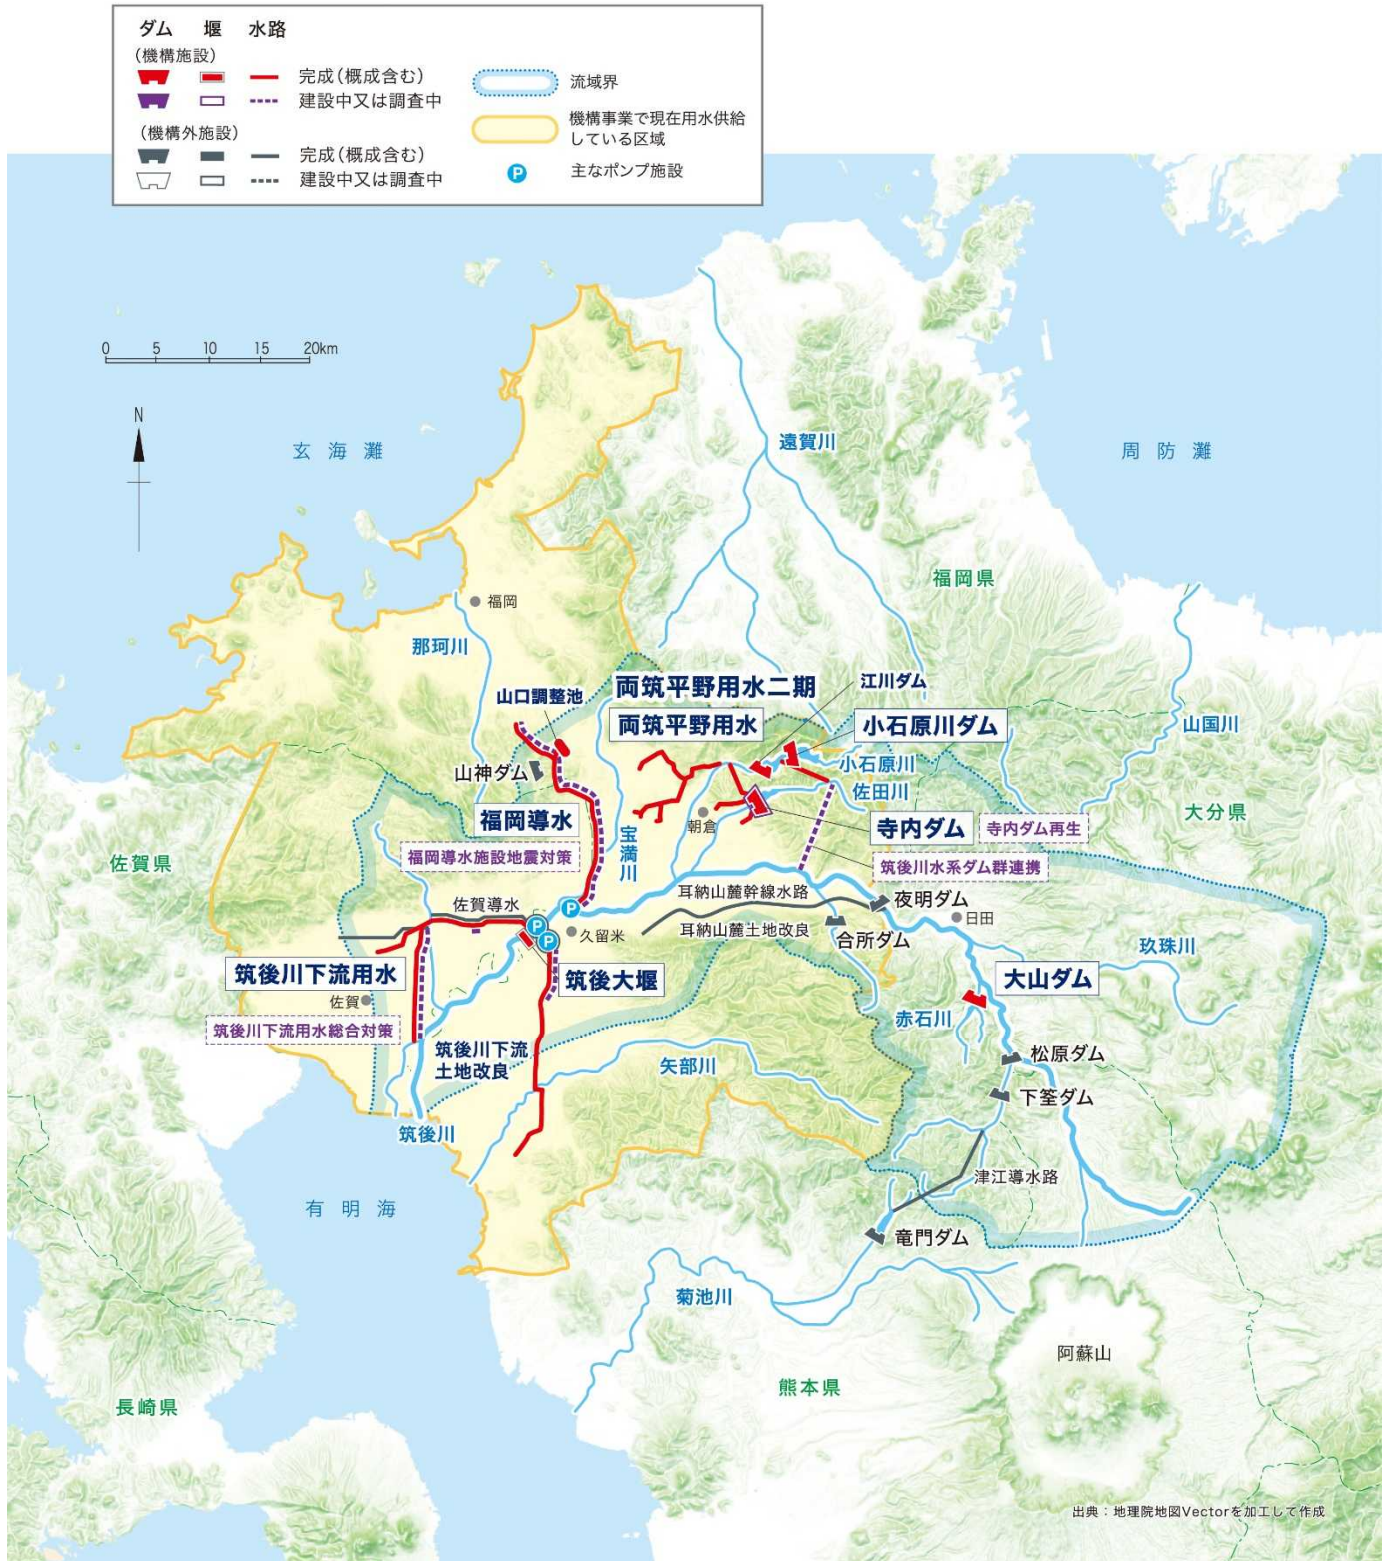 ダム 堰 水路
(機構施設)
完成(概成含む)
建設中又は調査中
(機構外施設)
完成(概成含む)
建設中又は調査中
流域界
機構事業で現在用水供給
している区域
P 主なポンプ施設
0 5 10 15 20km
N
玄海灘
周防灘
遠賀川
福岡県
福岡
那珂川
両筑平野用水二期
両筑平野用水
江川ダム
山口調整池
小石原川ダム
山国川
小石原川
山神ダム
佐田川
大分県
福岡導水
朝倉
寺内ダム
寺内ダム再生
宝満川
佐賀県
福岡導水施設地震対策
筑後川水系ダム群連携
耳納山麓幹線水路
夜明ダム
佐賀導水
P
日田
耳納山麓土地改良
合所ダム
P
P
久留米
玖珠川
筑後川下流用水
筑後大堰
大山ダム
佐賀
赤石川
筑後川下流用水総合対策
筑後川下流
土地改良
矢部川
松原ダム
下筌ダム
筑後川
津江導水路
有明海
竜門ダム
菊池川
阿蘇山
熊本県
長崎県
出典:地理院地図Vectorを加工して作成